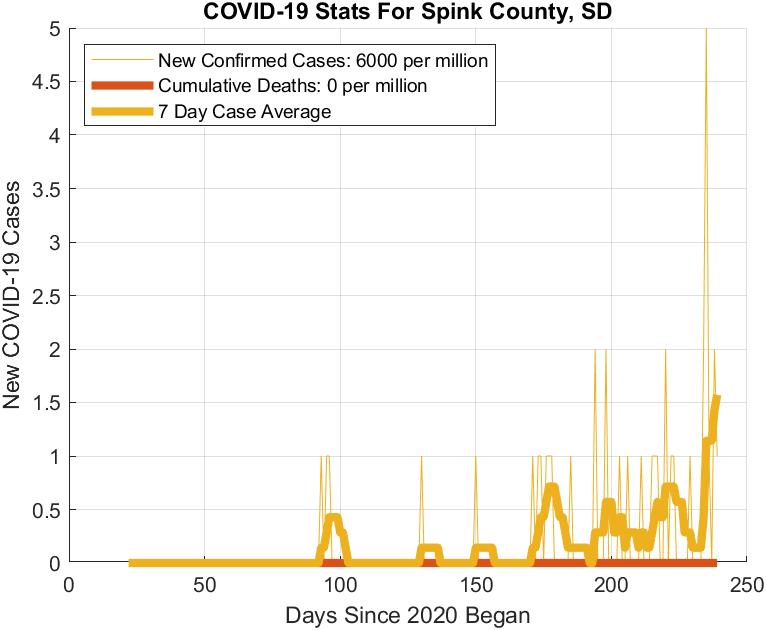 COVID-19 Stats For Spink County, SD
New Confirmed Cases: 6000 per million
Cumulative Deaths: 0 per million
7 Day Case Average
New COVID-19 Cases
5
4.5
4
3.5
3
2.5
2
1.5
1
0.5
0
0 50 100 150 200 250
Days Since 2020 Began